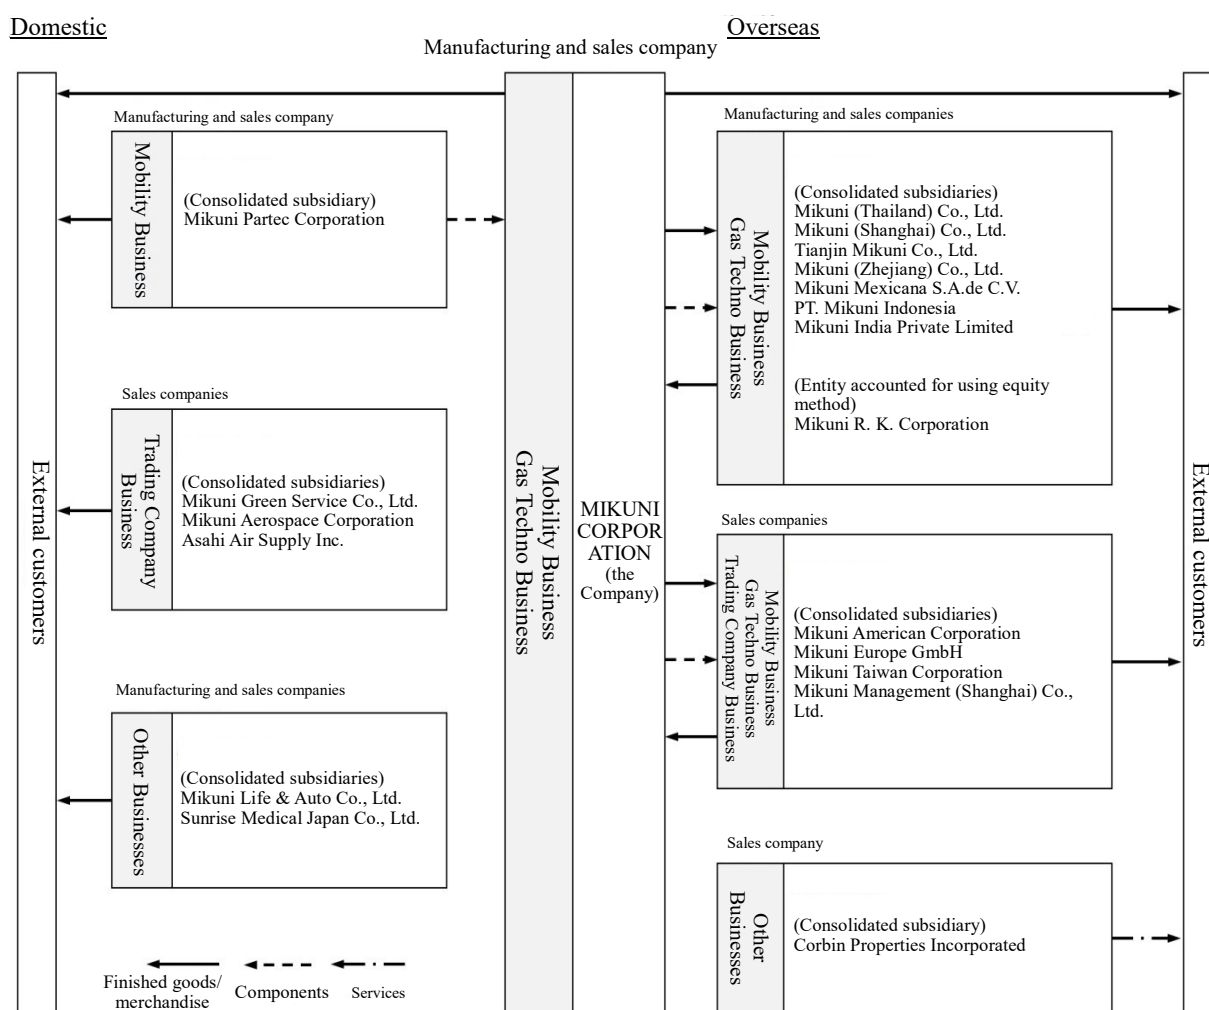 Domestic
Overseas
Manufacturing and sales company
Manufacturing and sales company
Mobility Business
(Consolidated subsidiary)
Mikuni Partec Corporation
Sales companies
Trading Company
Business
(Consolidated subsidiaries)
Mikuni Green Service Co., Ltd.
Mikuni Aerospace Corporation
Asahi Air Supply Inc.
Manufacturing and sales companies
Other Businesses
(Consolidated subsidiaries)
Mikuni Life & Auto Co., Ltd.
Sunrise Medical Japan Co., Ltd.
External customers
Finished goods/
merchandise
Components
Services
Mobility Business
Gas Techno Business
MIKUNI
CORPOR
ATION
(the
Company)
Manufacturing and sales companies
Mobility Business
Gas Techno Business
(Consolidated subsidiaries)
Mikuni (Thailand) Co., Ltd.
Mikuni (Shanghai) Co., Ltd.
Tianjin Mikuni Co., Ltd.
Mikuni (Zhejiang) Co., Ltd.
Mikuni Mexicana S.A.de C.V.
PT. Mikuni Indonesia
Mikuni India Private Limited
(Entity accounted for using equity
method)
Mikuni R. K. Corporation
Sales companies
Mobility Business
Gas Techno Business
Trading Company Business
(Consolidated subsidiaries)
Mikuni American Corporation
Mikuni Europe GmbH
Mikuni Taiwan Corporation
Mikuni Management (Shanghai) Co.,
Ltd.
Sales company
Other
Businesses
(Consolidated subsidiary)
Corbin Properties Incorporated
External customers